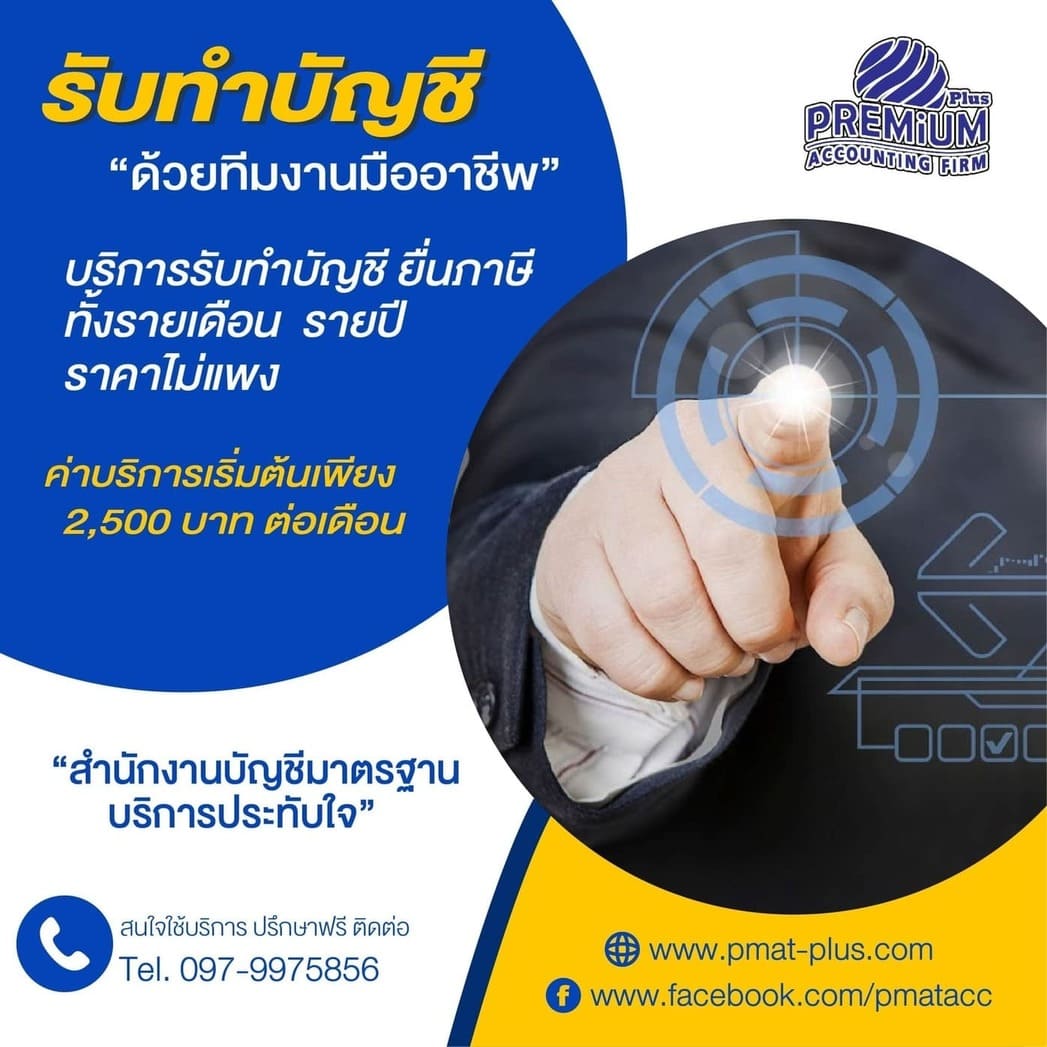 รับทำบัญชี
“ด้วยทีมงานมืออาชีพ”
บริการรับทำบัญชี ยื่นภาษี
ทั้งรายเดือน รายปี
ราคาไม่แพง
ค่าบริการเริ่มต้นเพียง
2,500 บาท ต่อเดือน
Plus
PREMiUM
ACCOUNTING FIRM
“สำนักงานบัญชีมาตรฐาน
บริการประทับใจ”
สนใจใช้บริการ ปรึกษาฟรี ติดต่อ
Tel. 097-9975856
www.pmat-plus.com
www.facebook.com/pmatacc